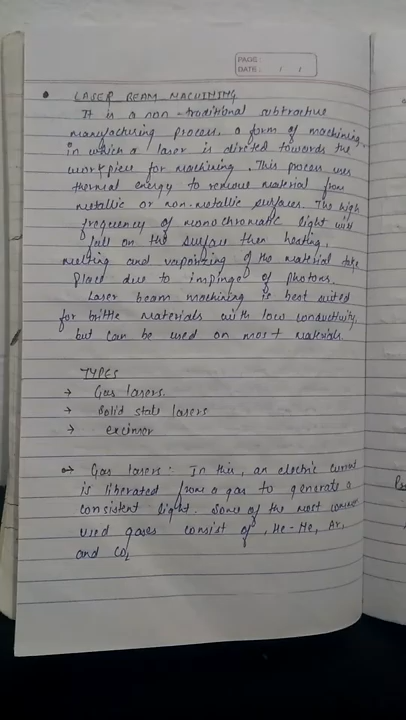 PAGE :
DATE : / /
• LASER BEAM MACHINING
It is a non-traditional subtractive
manufacturing process, a form of machining,
in which a laser is directed towards the
workpiece for machining. This process uses
thermal energy to remove material from
metallic or non-metallic surfaces. The high
frequency of monochromatic light will
fall on the surface then heating,
melting and vaporizing of the material take
place due to impinge of photons.
Laser beam machining is best suited
for brittle materials with low conductivity,
but can be used on most materials.
TYPES
→ Gas lasers.
→ Solid state lasers
→ excimer
Gas lasers: In this, an electric current
is liberated from a gas to generate a
consistent light. Some of the most
used gases consist of, He-Ne, Ar,
and CO2